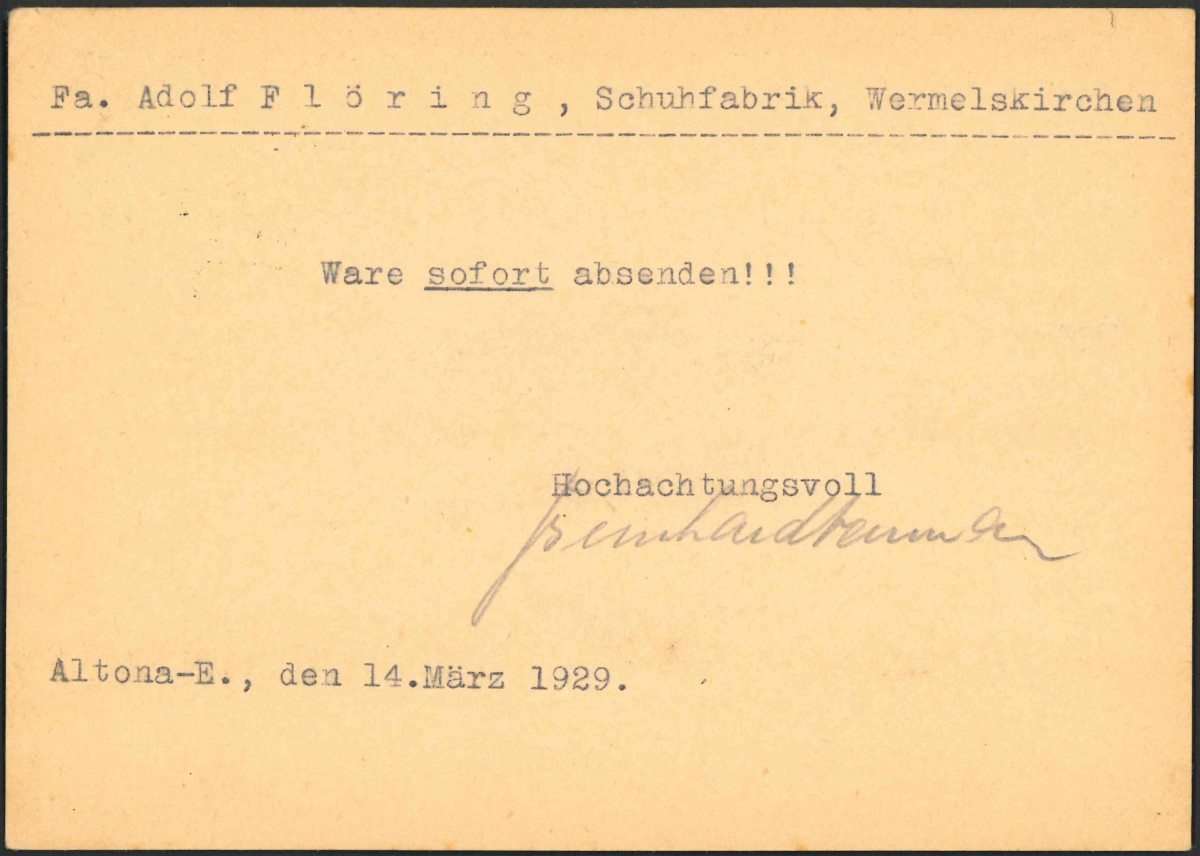 Fa. Adolf F l ö r i n g , Schuhfabrik, Wermelskirchen
Ware sofort absenden!!!
Hochachtungsvoll
Altona-E., den 14.März 1929.